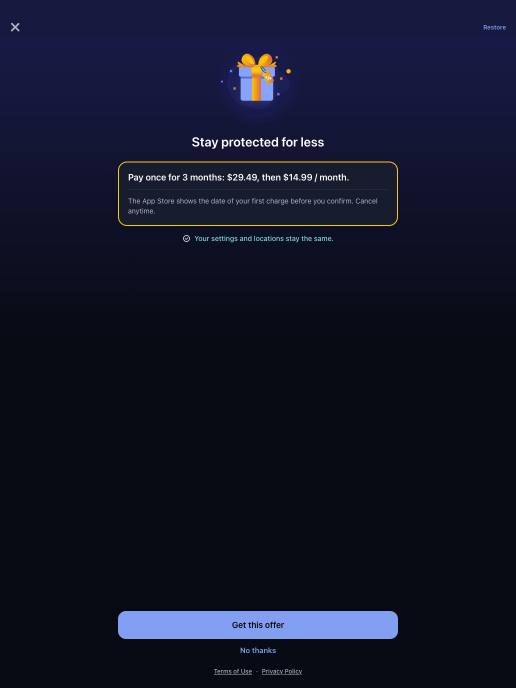 Restore
Stay protected for less
Pay once for 3 months: $29.49, then $14.99 / month.
The App Store shows the date of your first charge before you confirm. Cancel
anytime.
Your settings and locations stay the same.
Get this offer
No thanks
Terms of Use · Privacy Policy